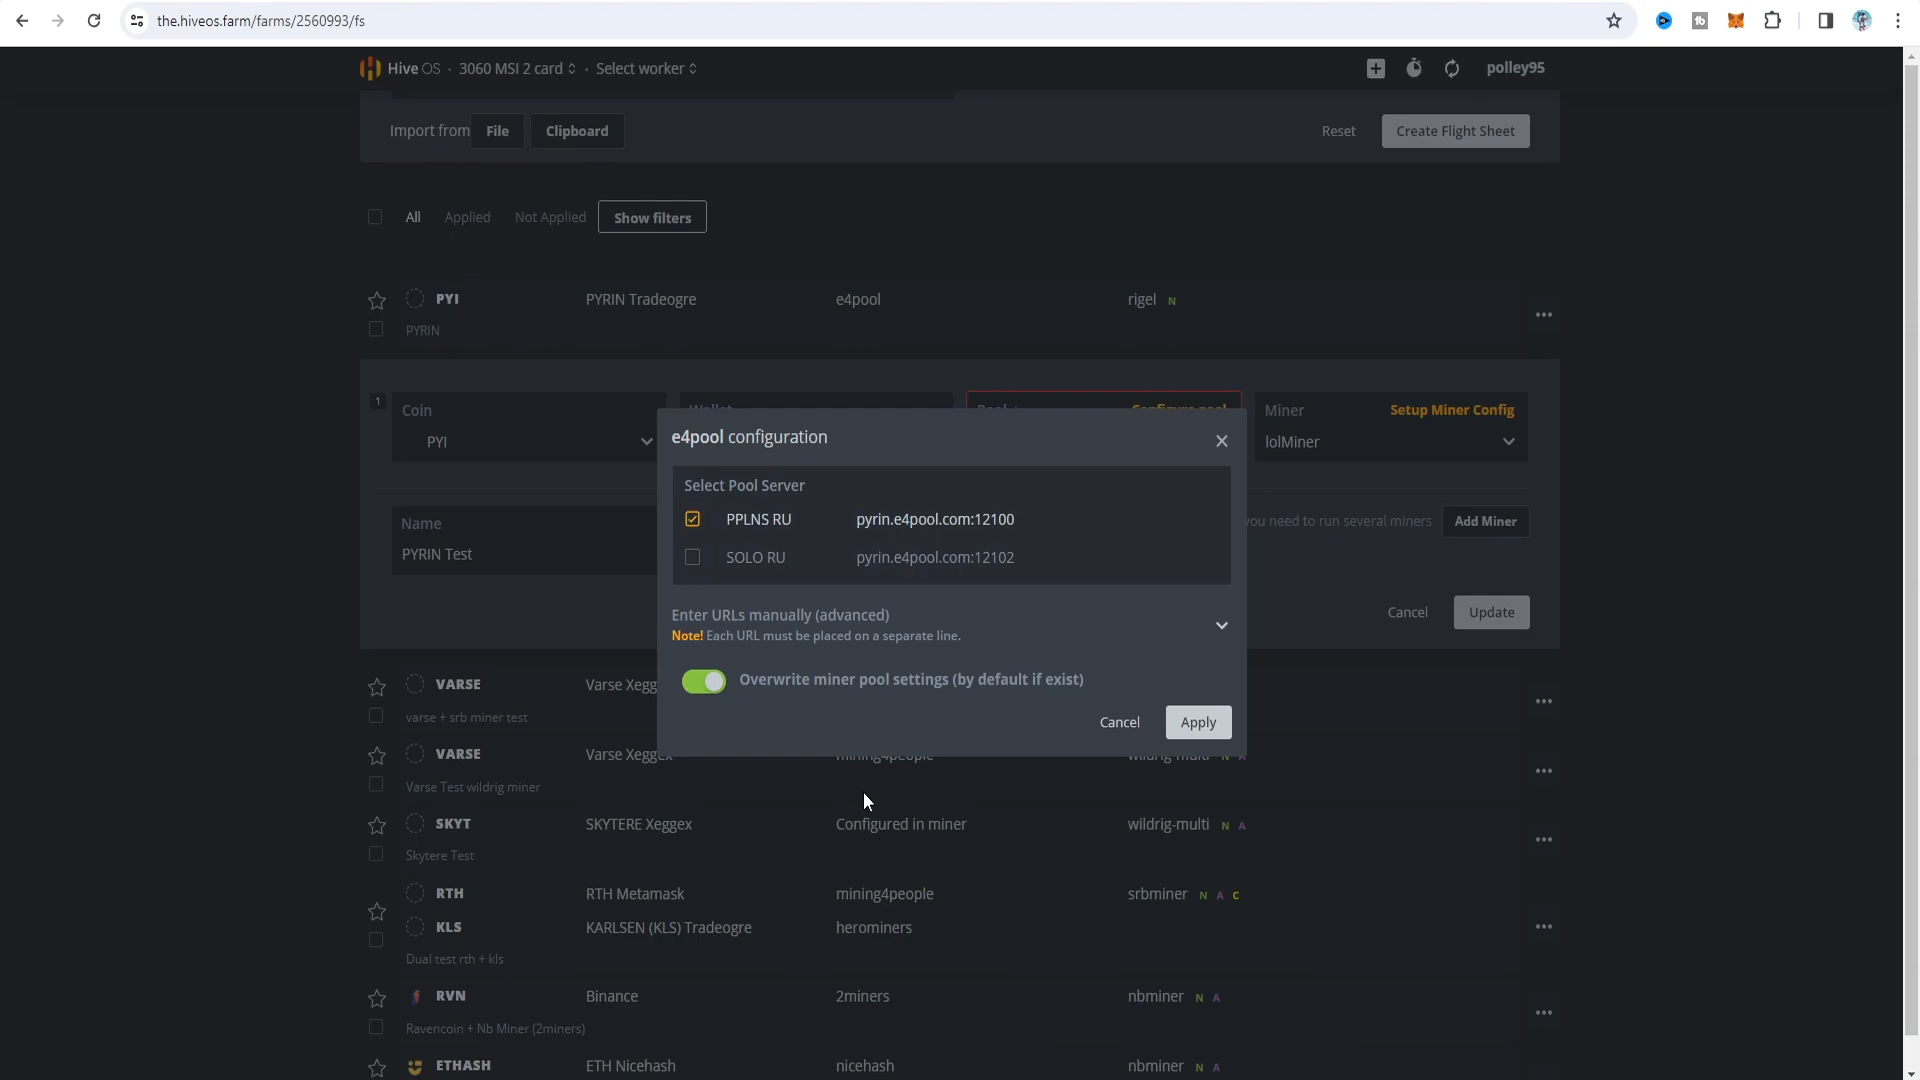 the.hiveos.farm/farms/2560993/fs
Hive OS · 3060 MSI 2 card · Select worker
polley95
Import from File Clipboard Reset Create Flight Sheet
All Applied Not Applied Show filters
PYI PYRIN Tradeogre e4pool rigel N
PYRIN
1 Coin Configure pool Miner Setup Miner Config
PYI lolMiner
e4pool configuration
Select Pool Server
PPLNS RU pyrin.e4pool.com:12100
SOLO RU pyrin.e4pool.com:12102
Name
PYRIN Test
you need to run several miners Add Miner
Enter URLs manually (advanced)
Note! Each URL must be placed on a separate line.
Cancel Update
Overwrite miner pool settings (by default if exist)
Cancel Apply
VARSE Varse Xegg
varse + srb miner test
VARSE Varse Xeggex mining4people wildrig-multi N A
Varse Test wildrig miner
SKYT SKYTERE Xeggex Configured in miner wildrig-multi N A
Skytere Test
RTH RTH Metamask mining4people srbminer N A C
KLS KARLSEN (KLS) Tradeogre herominers
Dual test rth + kls
RVN Binance 2miners nbminer N A
Ravencoin + Nb Miner (2miners)
ETHASH ETH Nicehash nicehash nbminer N A